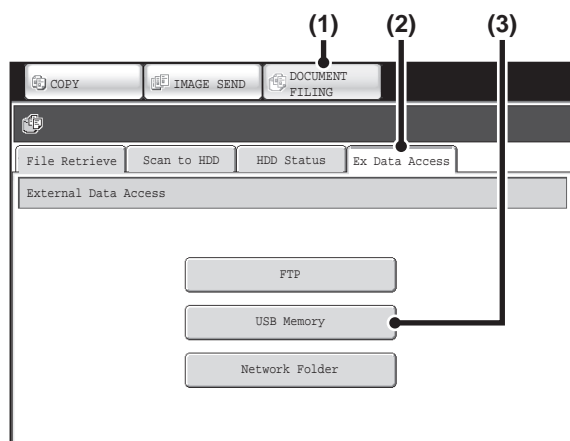 (1) (2) (3)
COPY IMAGE SEND DOCUMENT
FILING
File Retrieve Scan to HDD HDD Status Ex Data Access
External Data Access
FTP
USB Memory
Network Folder